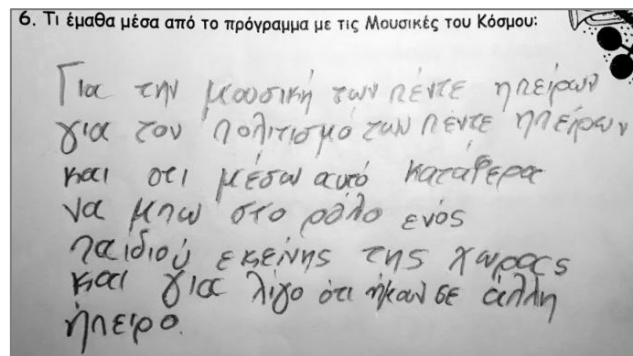 6. Τι έμαθα μέσα από το πρόγραμμα με τις Μουσικές του Κόσμου:
Για την μουσική των πέντε ηπείρων
για τον πολιτισμό των πέντε ηπείρων
και οτι μέσω αυτό κατάφερα
να μπω στο ρόλο ενός
παιδιού εκείνης της χωρας
και για λίγο ότι ήμουν σε άλλη
ήπειρο.